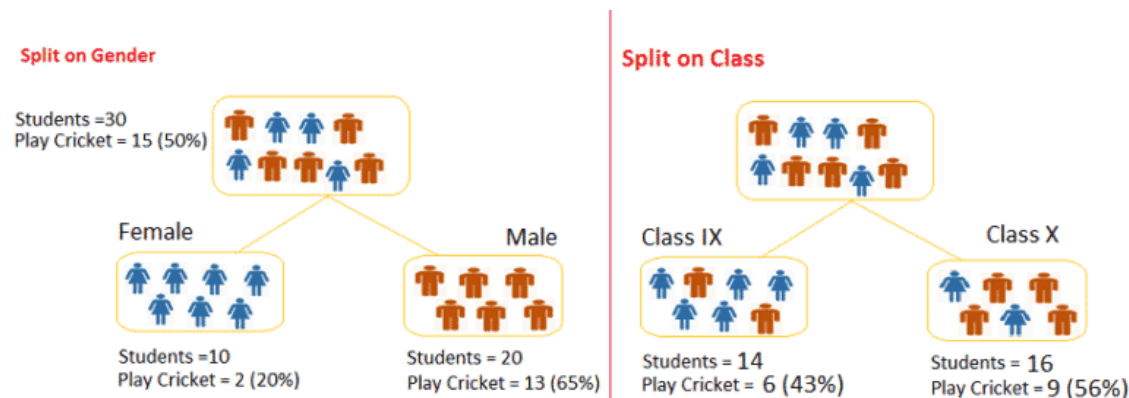 Split on Gender
Students =30
Play Cricket = 15 (50%)
Female
Male
Students =10
Play Cricket = 2 (20%)
Students = 20
Play Cricket = 13 (65%)
Split on Class
Class IX
Class X
Students = 14
Play Cricket = 6 (43%)
Students = 16
Play Cricket = 9 (56%)